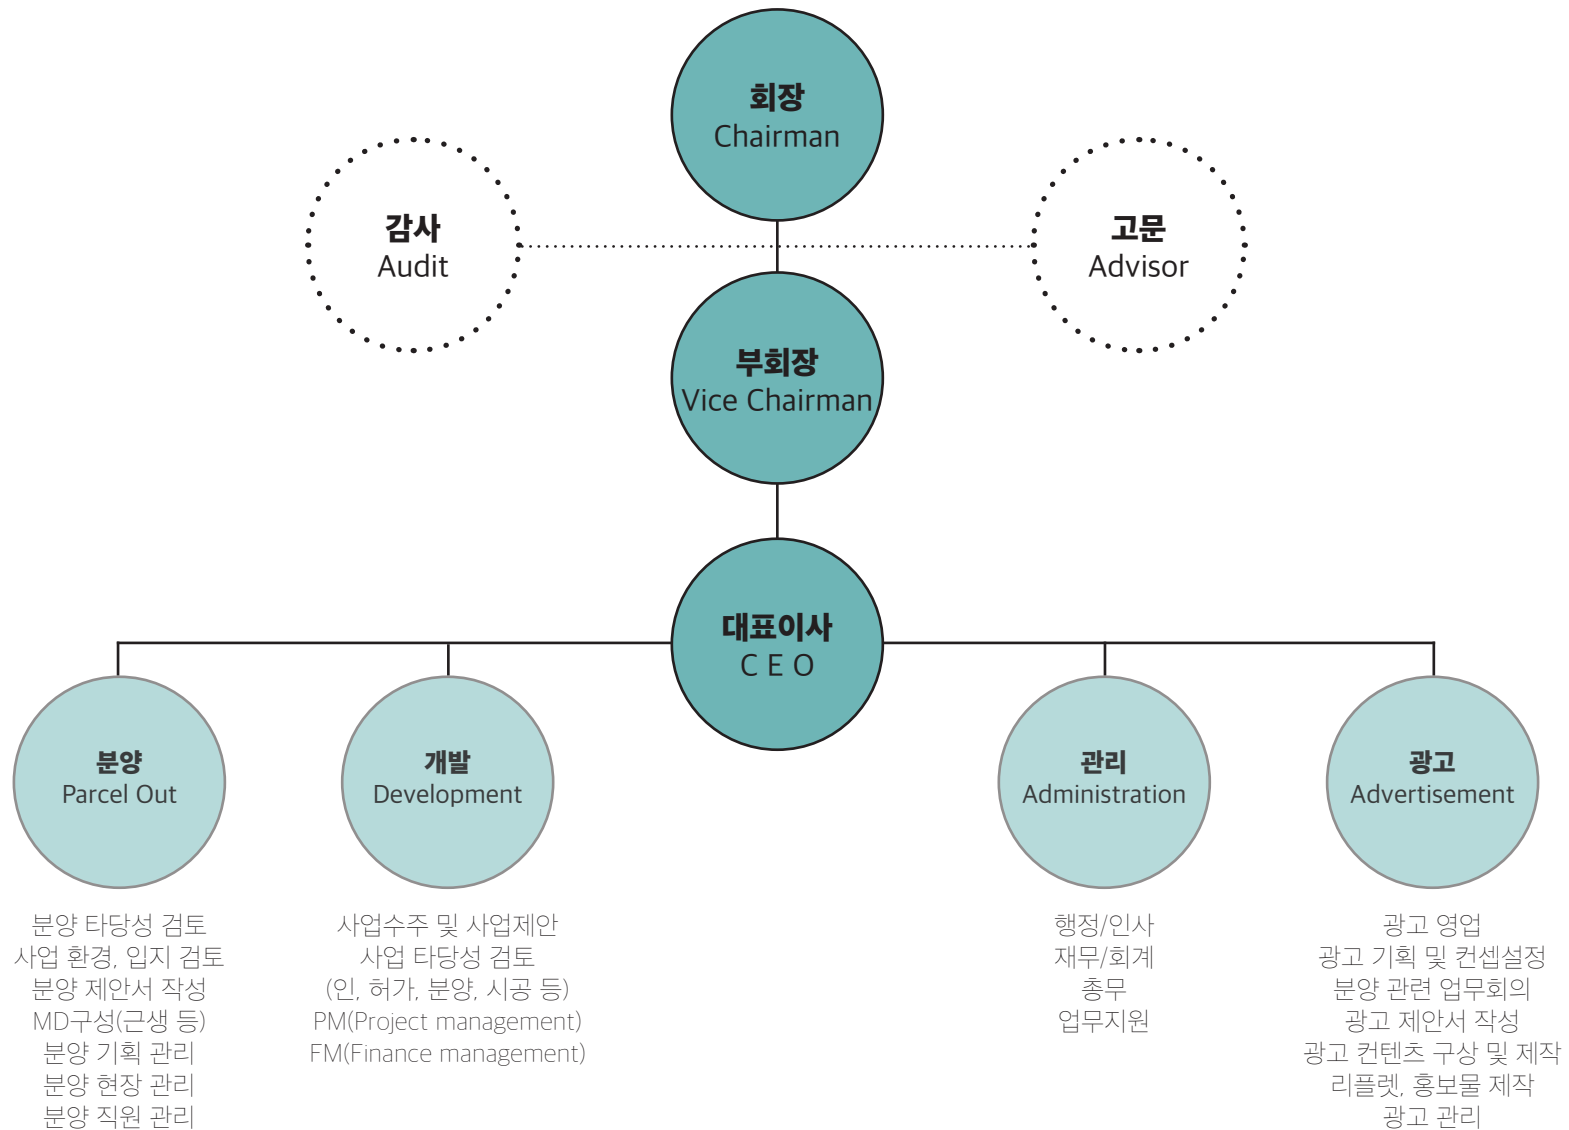 회장
Chairman
감사
Audit
고문
Advisor
부회장
Vice Chairman
대표이사
C E O
분양
Parcel Out
개발
Development
관리
Administration
광고
Advertisement
분양 타당성 검토
사업 환경, 입지 검토
분양 제안서 작성
MD구성(근생 등)
분양 기획 관리
분양 현장 관리
분양 직원 관리
사업수주 및 사업제안
사업 타당성 검토
(인, 허가, 분양, 시공 등)
PM(Project management)
FM(Finance management)
행정/인사
재무/회계
총무
업무지원
광고 영업
광고 기획 및 컨셉설정
분양 관련 업무회의
광고 제안서 작성
광고 컨텐츠 구상 및 제작
리플렛, 홍보물 제작
광고 관리